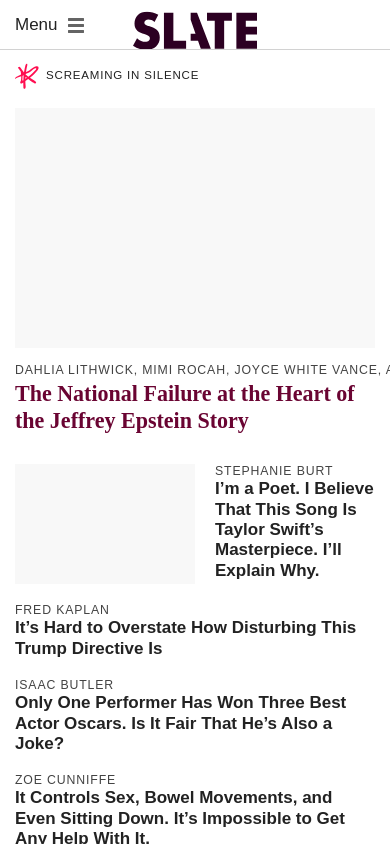 Menu
SLATE
SCREAMING IN SILENCE
DAHLIA LITHWICK, MIMI ROCAH, JOYCE WHITE VANCE, A
The National Failure at the Heart of
the Jeffrey Epstein Story
STEPHANIE BURT
I’m a Poet. I Believe
That This Song Is
Taylor Swift’s
Masterpiece. I’ll
Explain Why.
FRED KAPLAN
It’s Hard to Overstate How Disturbing This
Trump Directive Is
ISAAC BUTLER
Only One Performer Has Won Three Best
Actor Oscars. Is It Fair That He’s Also a
Joke?
ZOE CUNNIFFE
It Controls Sex, Bowel Movements, and
Even Sitting Down. It’s Impossible to Get
Any Help With It.